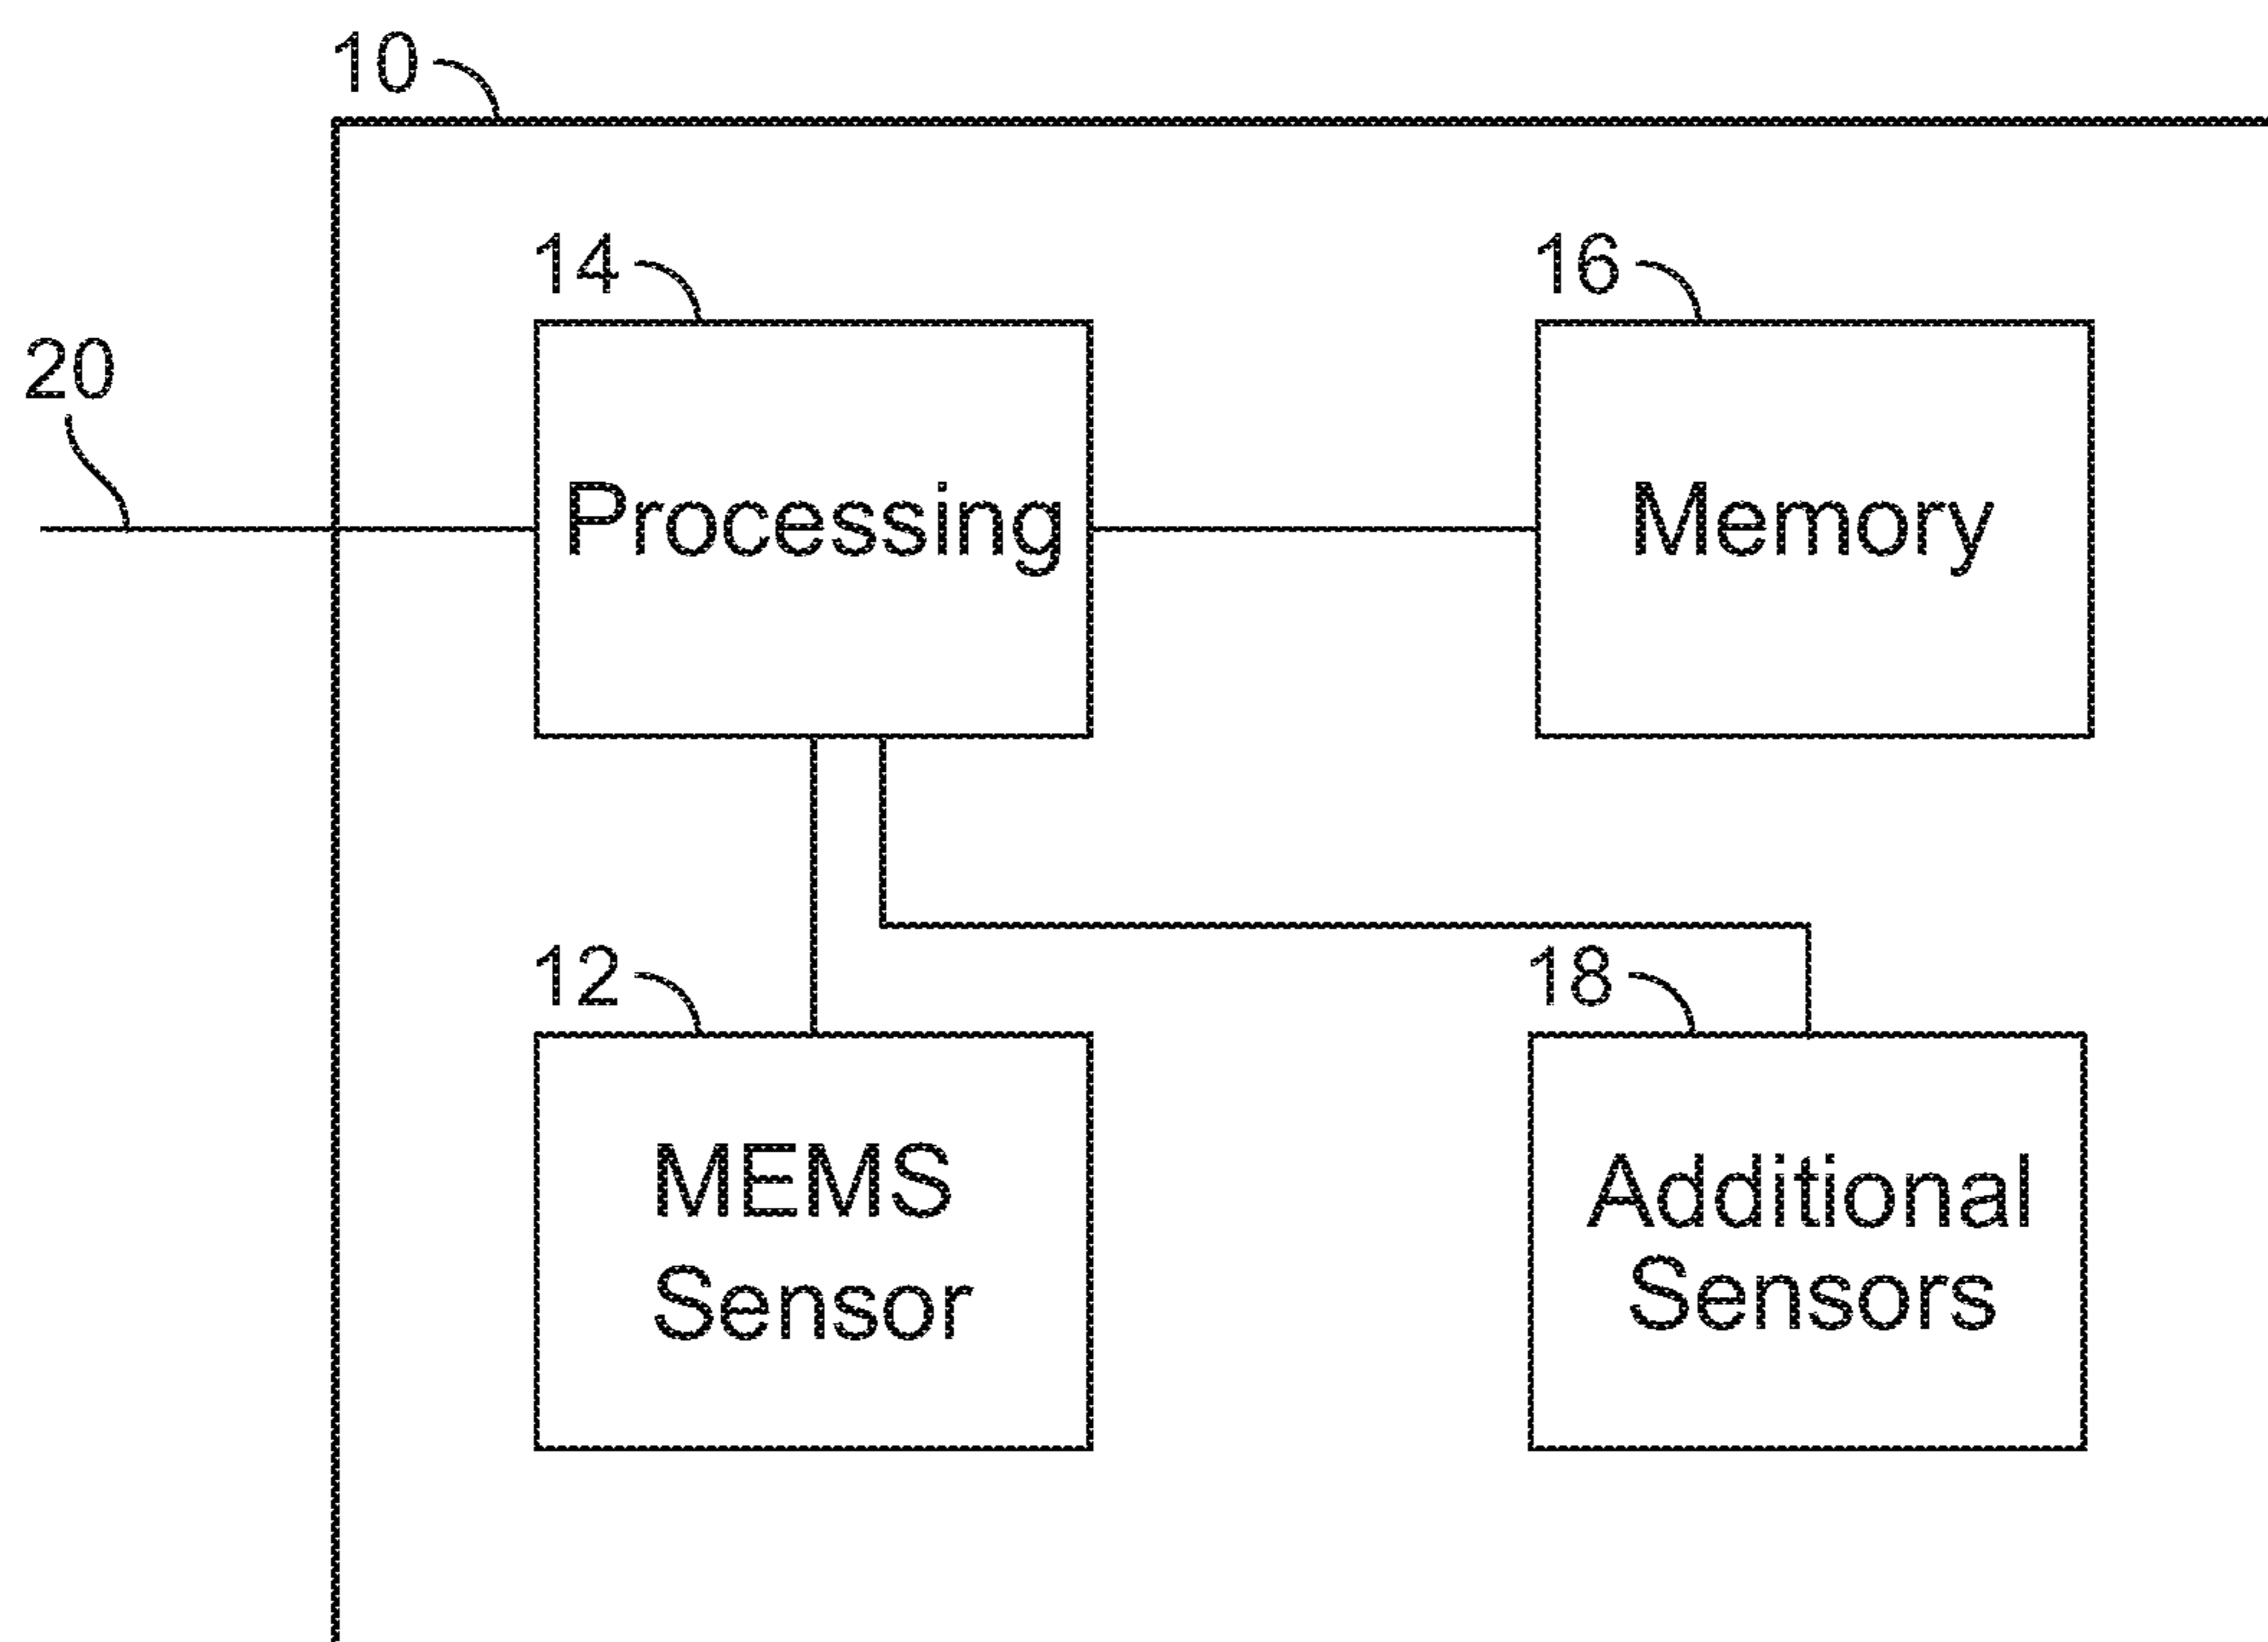 10
14
16
20
Processing
Memory
12
18
MEMS
Sensor
Additional
Sensors